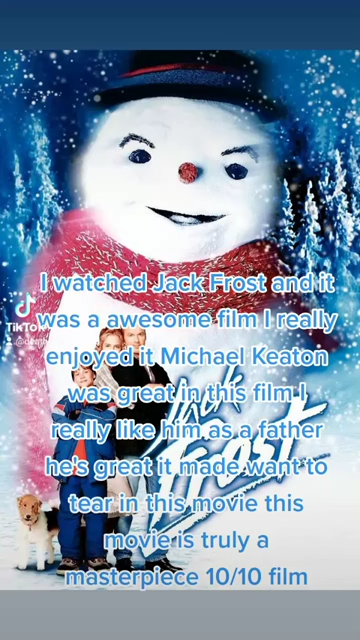 I watched Jack Frost and it
was a awesome film I really
enjoyed it Michael Keaton
was great in this film I
really like him as a father
he's great it made want to
tear in this movie this
movie is truly a
masterpiece 10/10 film
TikTok
Jack
Frost